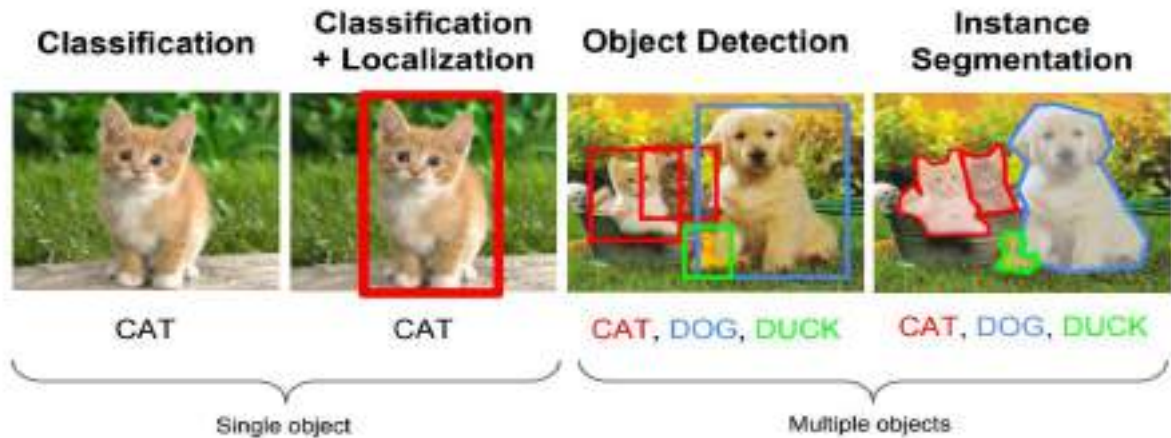 Classification
Classification
+ Localization
Object Detection
Instance
Segmentation
CAT
CAT
CAT, DOG, DUCK
CAT, DOG, DUCK
Single object
Multiple objects